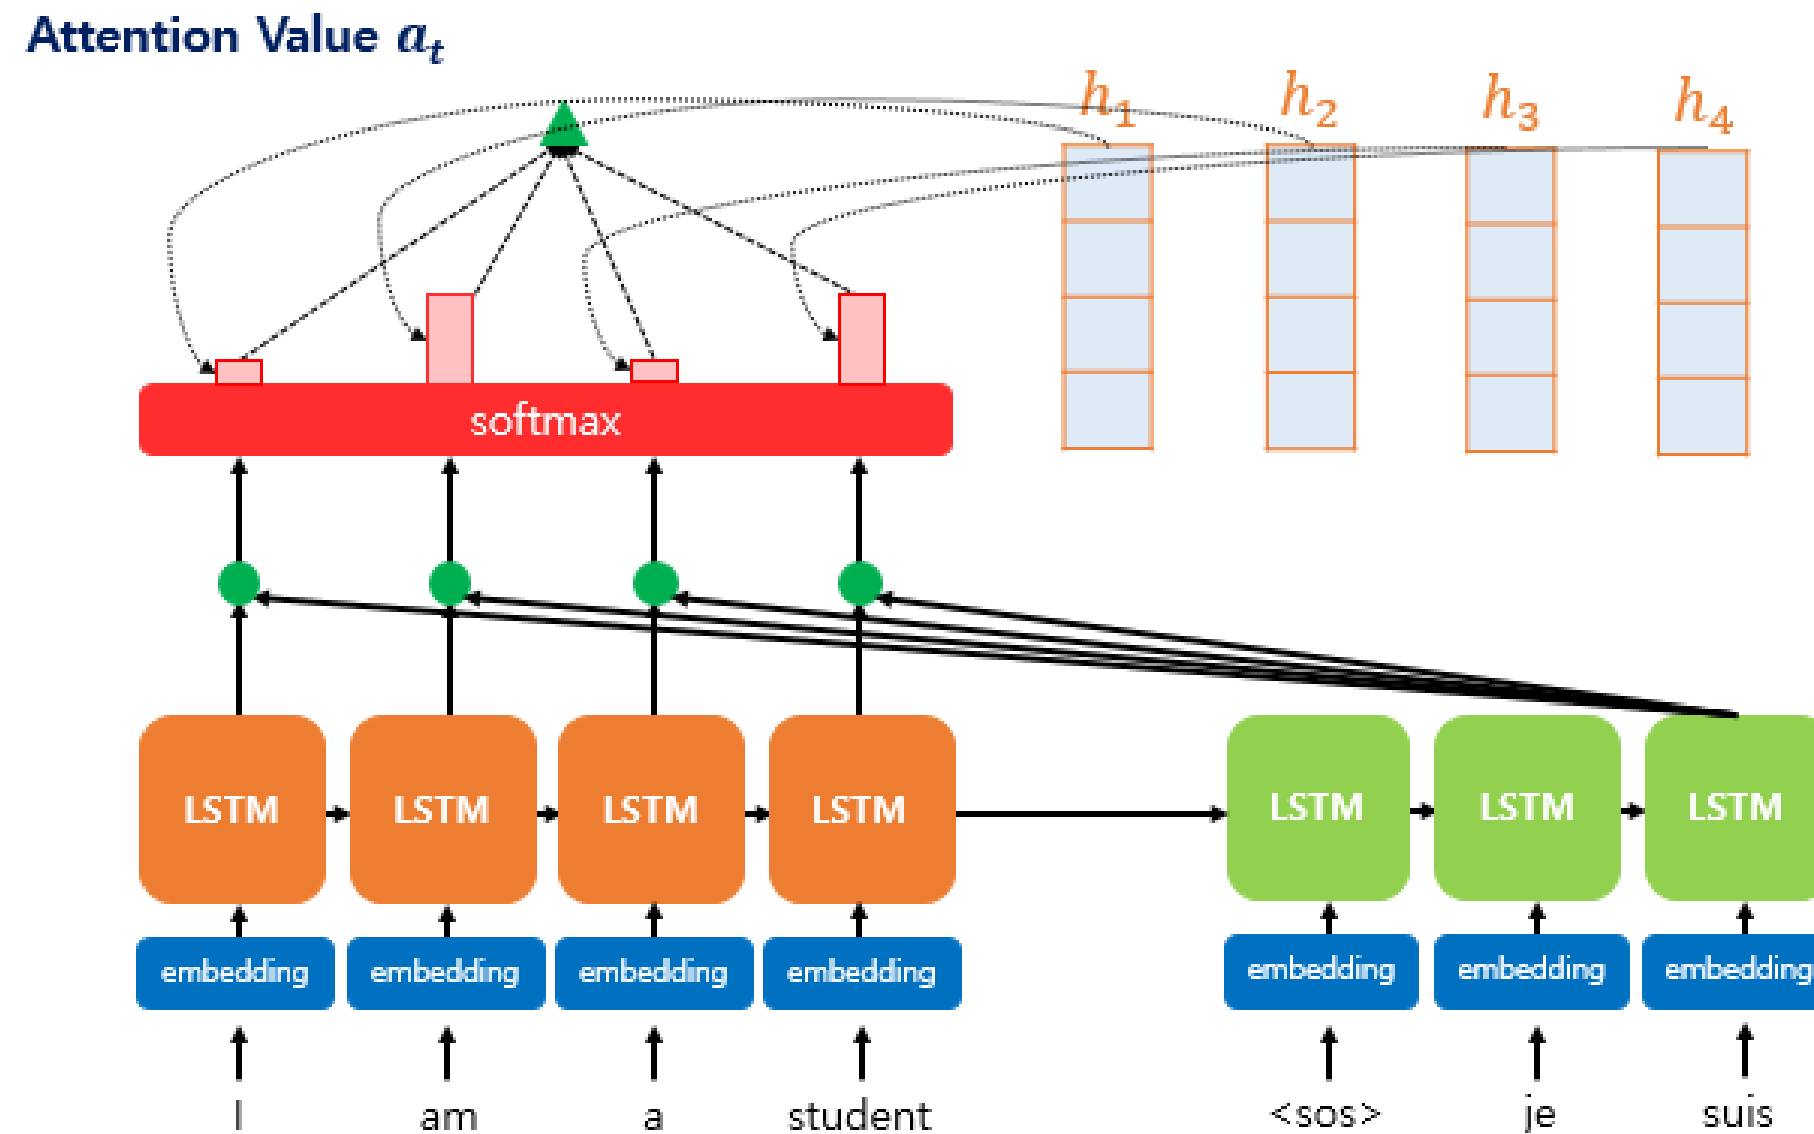 Attention Value a_t
h_1 h_2 h_3 h_4
softmax
LSTM LSTM LSTM LSTM LSTM LSTM LSTM
embedding embedding embedding embedding embedding embedding embedding
I am a student <sos> je suis